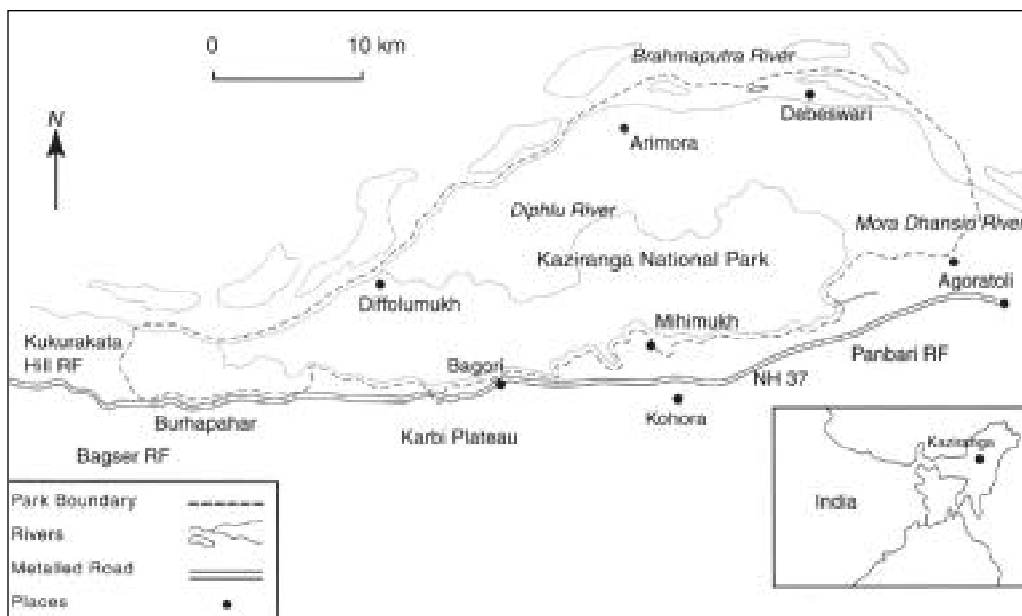 0 10 km
Brahmaputra River
N
Debeswari
Arimora
Diphlu River
Mora Dhansio River
Kaziranga National Park
Agoratoli
Diffolumukh
Mihimukh
Kukurakata
Hill RF
Panbari RF
Bagori
NH 37
Burhapahar
Kohora
Karbi Plateau
Bagser RF
Kaziranga
India
Park Boundary
Rivers
Metalled Road
Places